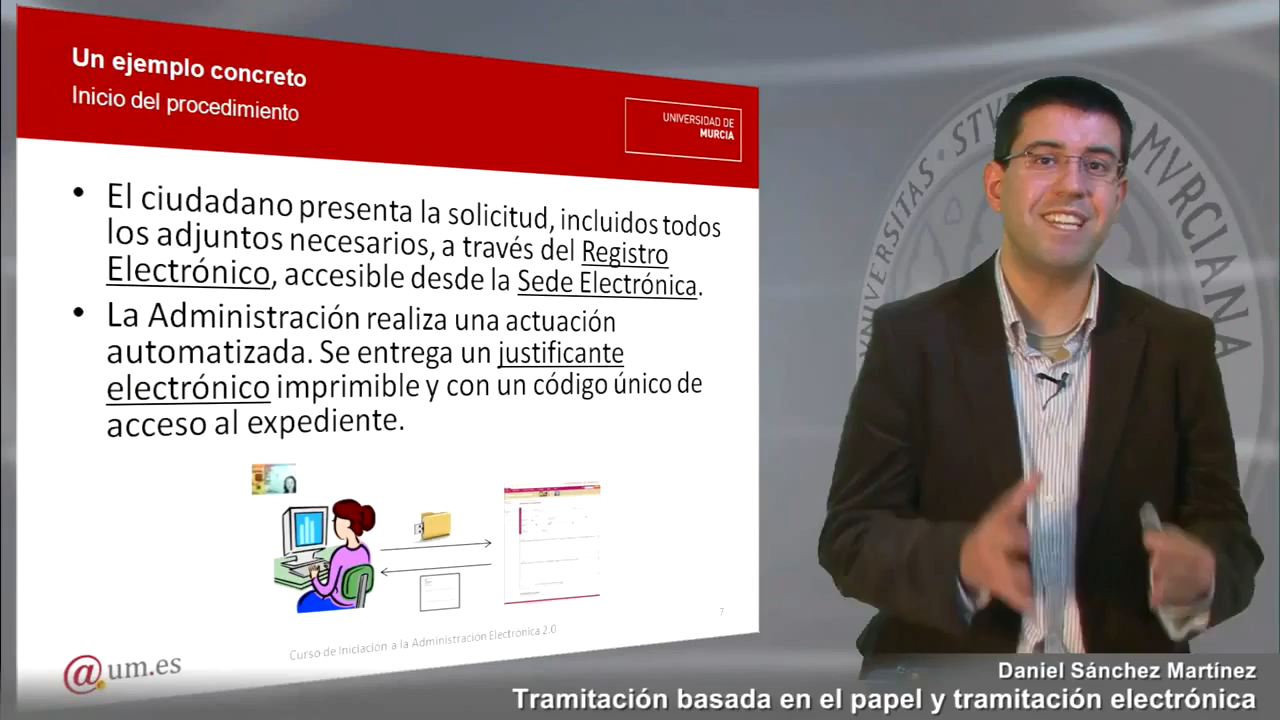 Un ejemplo concreto
Inicio del procedimiento
UNIVERSIDAD DE
MURCIA
• El ciudadano presenta la solicitud, incluidos todos
los adjuntos necesarios, a través del Registro
Electrónico, accesible desde la Sede Electrónica.
• La Administración realiza una actuación
automatizada. Se entrega un justificante
electrónico imprimible y con un código único de
acceso al expediente.
7
Curso de Iniciación a la Administración Electrónica 2.0
@um.es
Daniel Sánchez Martínez
Tramitación basada en el papel y tramitación electrónica